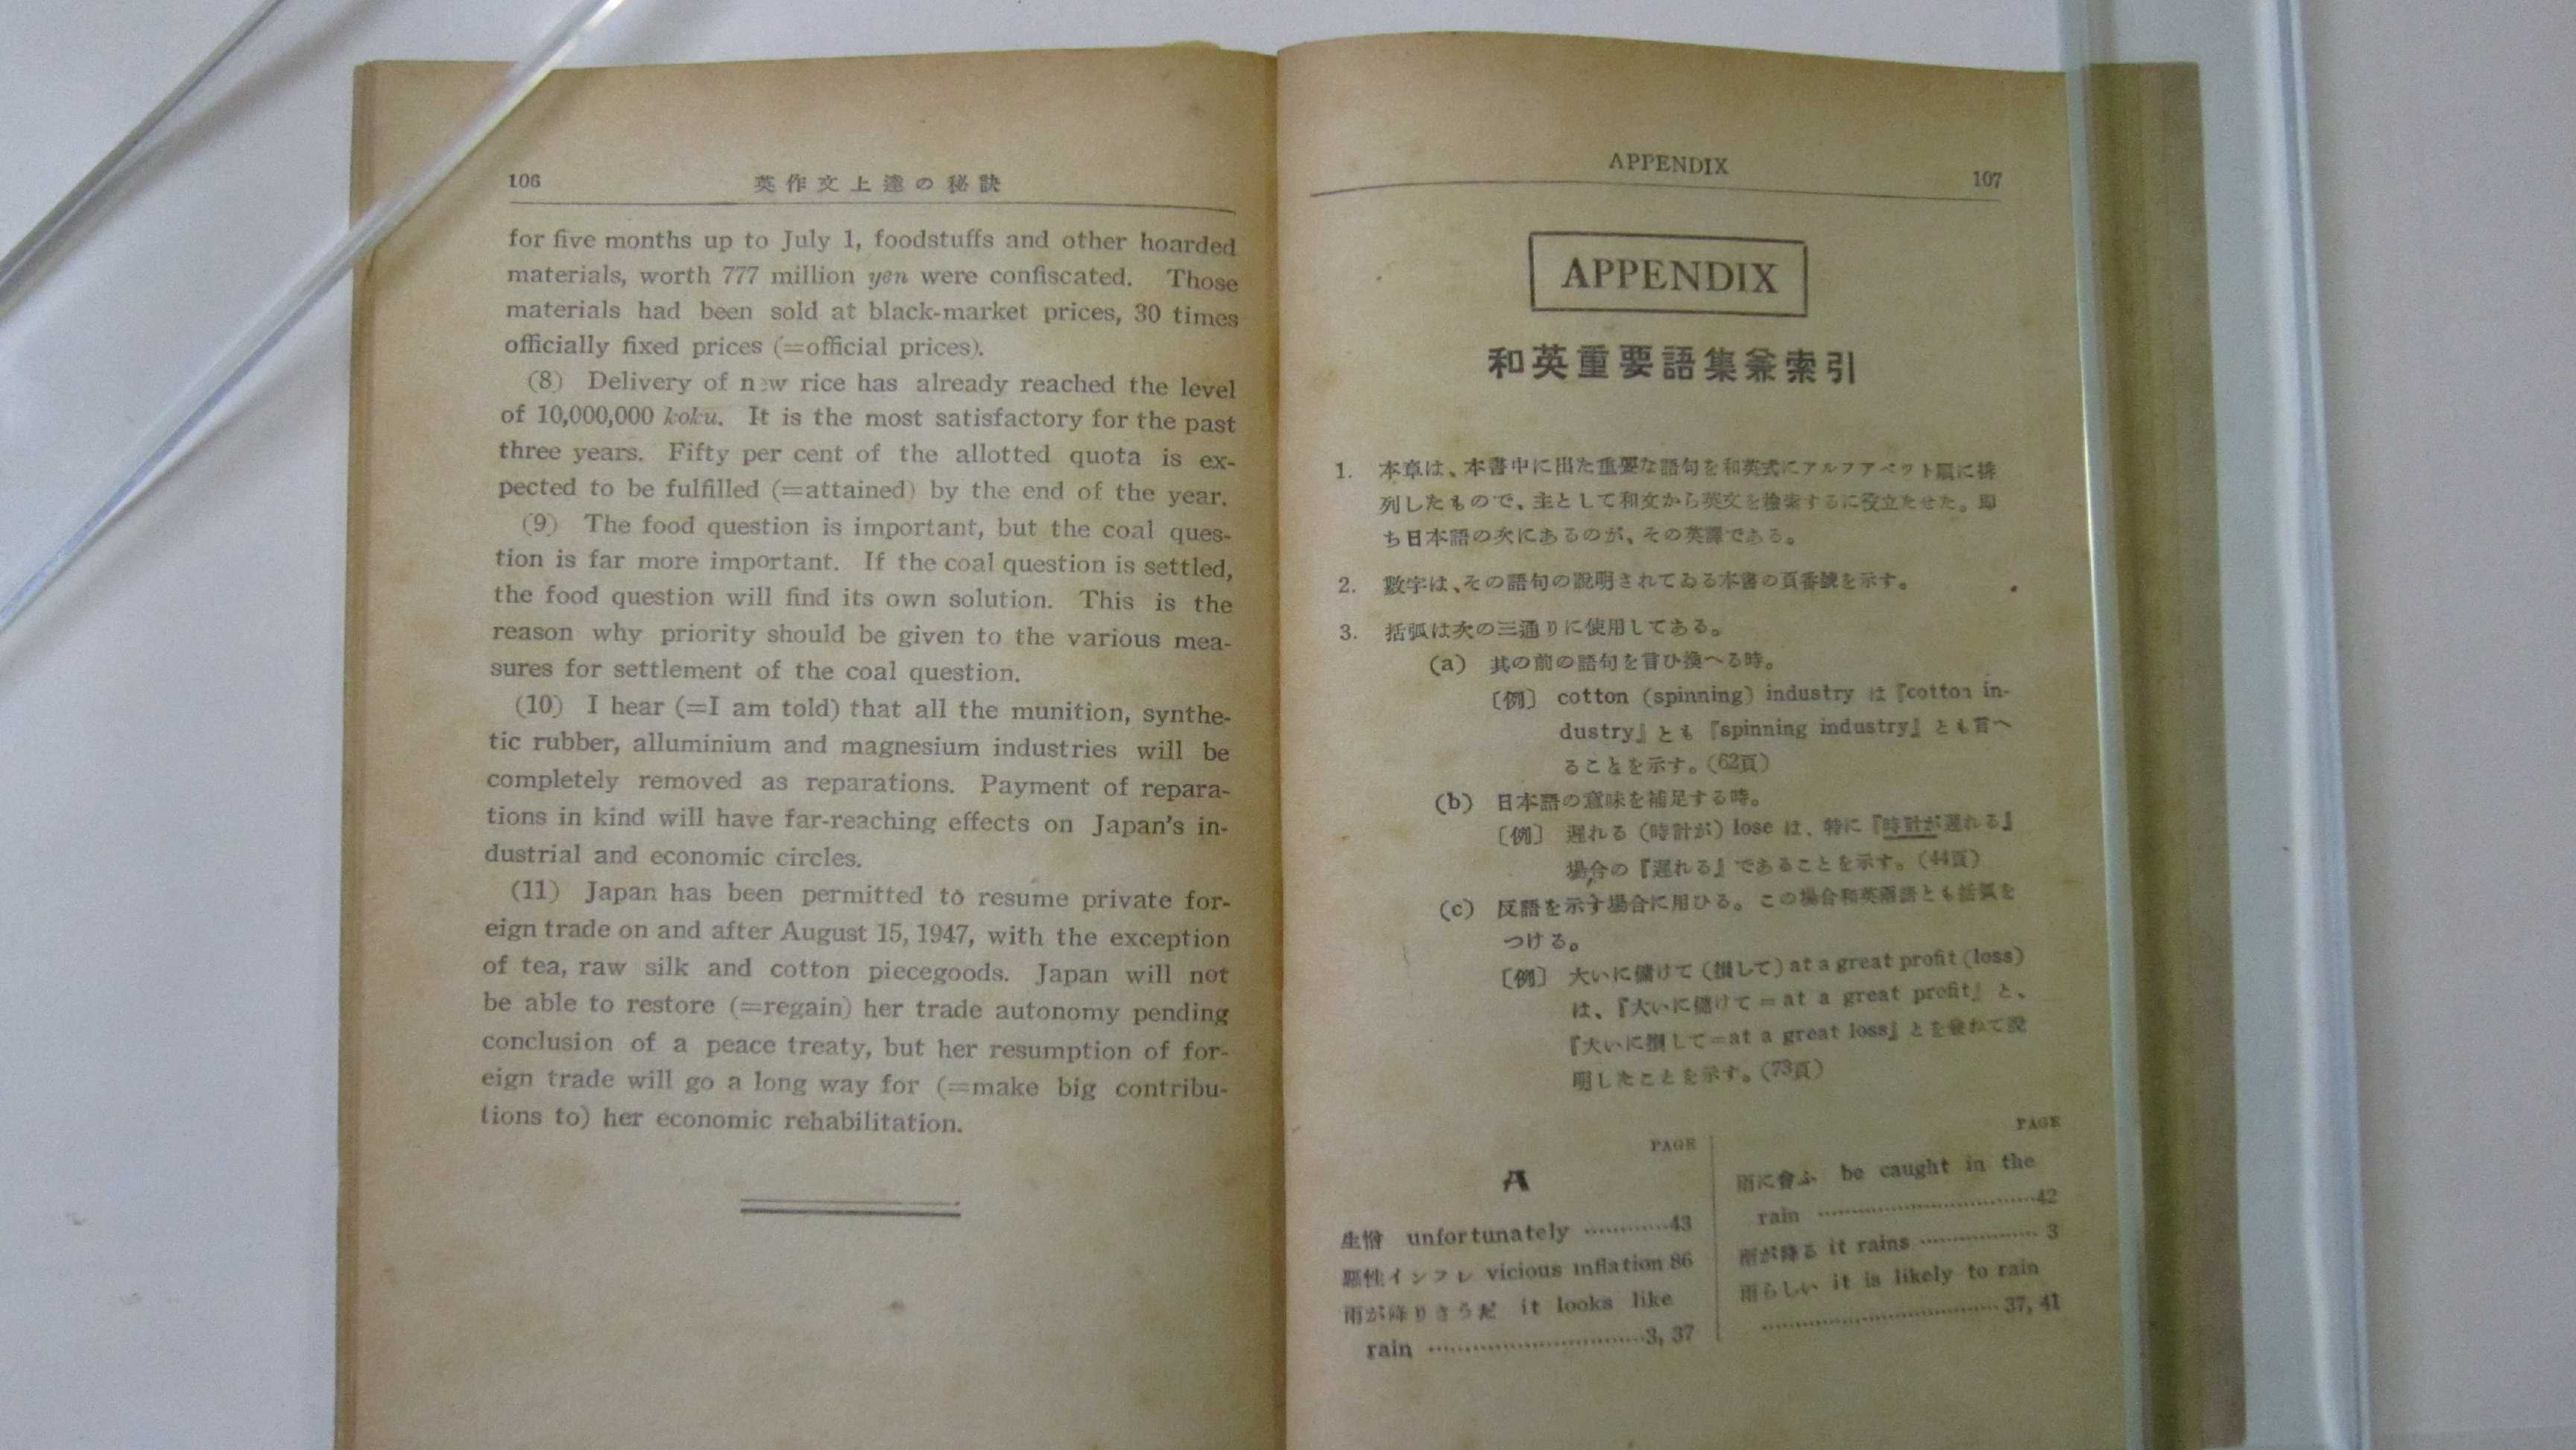 106 英作文上達の秘訣
for five months up to July 1, foodstuffs and other hoarded
materials, worth 777 million yen were confiscated. Those
materials had been sold at black-market prices, 30 times
officially fixed prices (=official prices).
(8) Delivery of new rice has already reached the level
of 10,000,000 koku. It is the most satisfactory for the past
three years. Fifty per cent of the allotted quota is ex-
pected to be fulfilled (=attained) by the end of the year.
(9) The food question is important, but the coal ques-
tion is far more important. If the coal question is settled,
the food question will find its own solution. This is the
reason why priority should be given to the various mea-
sures for settlement of the coal question.
(10) I hear (=I am told) that all the munition, synthe-
tic rubber, alluminium and magnesium industries will be
completely removed as reparations. Payment of repara-
tions in kind will have far-reaching effects on Japan's in-
dustrial and economic circles.
(11) Japan has been permitted to resume private for-
eign trade on and after August 15, 1947, with the exception
of tea, raw silk and cotton piecegoods. Japan will not
be able to restore (=regain) her trade autonomy pending
conclusion of a peace treaty, but her resumption of for-
eign trade will go a long way for (=make big contribu-
tions to) her economic rehabilitation.
APPENDIX 107
APPENDIX
和英重要語集兼索引
1. 本章は、本書中に出た重要な語句を和英式にアルフアベツト順に排
列したもので、主として和文から英文を檢索するに役立たせた。即
ち日本語の次にあるのが、その英譯である。
2. 數字は、その語句の説明されてゐる本書の頁番號を示す。
3. 括弧は次の三通りに使用してある。
(a) 其の前の語句を言ひ換へる時。
〔例〕 cotton (spinning) industry は『cotton in-
dustry』とも『spinning industry』とも言へ
ることを示す。(62頁)
(b) 日本語の意味を補足する時。
〔例〕 遲れる (時計が) lose は、特に『時計が遲れる』
場合の『遲れる』であることを示す。(44頁)
(c) 反語を示す場合に用ひる。この場合和英兩語とも括弧を
つける。
〔例〕 大いに儲けて (損して) at a great profit (loss)
は、『大いに儲けて = at a great profit』と、
『大いに損して=at a great loss』とを兼ねて説
明したことを示す。(73頁)
PAGE
A
生憎 unfortunately ............43
惡性インフレ vicious inflation 86
雨が降りさうだ it looks like
rain ..............................3, 37
PAGE
雨に會ふ be caught in the
rain ..............................42
雨が降る it rains .................. 3
雨らしい it is likely to rain
..............................37, 41